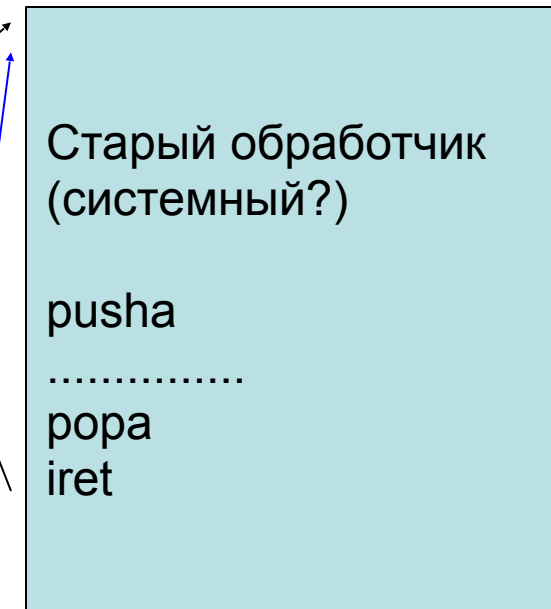 Старый обработчик
(системный?)
pusha
...............
popa
iret